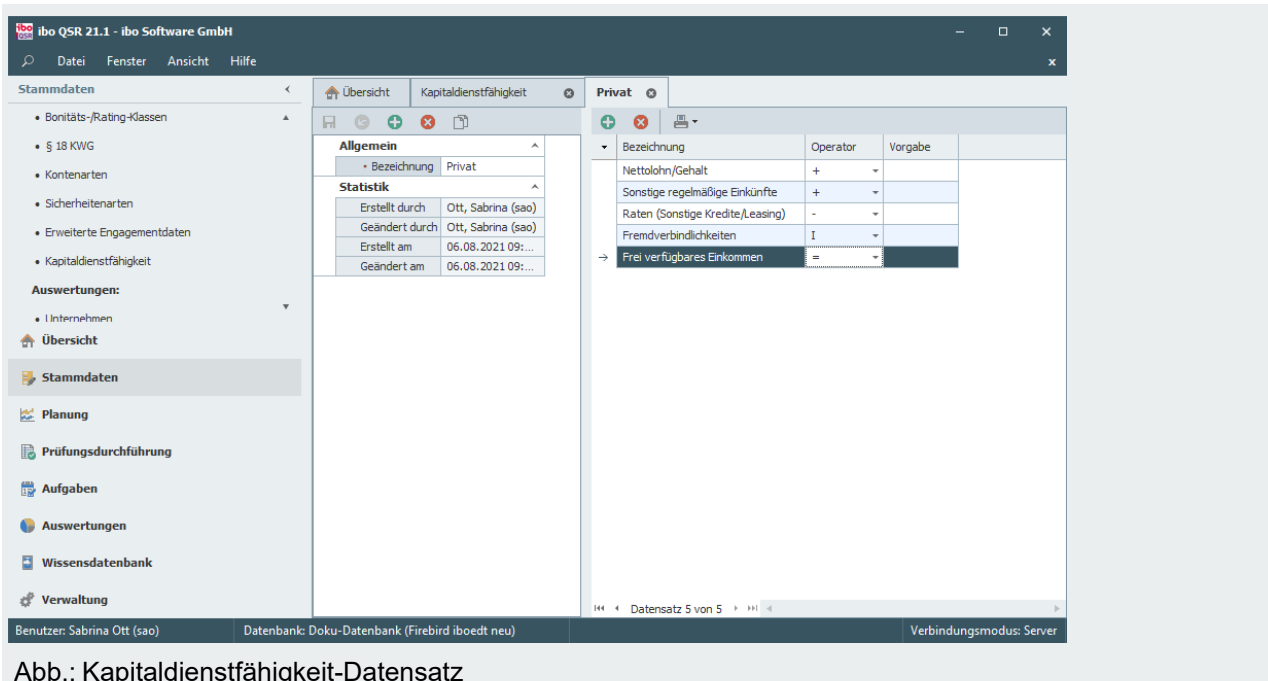 ibo QSR 21.1 - ibo Software GmbH
Datei Fenster Ansicht Hilfe
Stammdaten
• Bonitäts-/Rating-Klassen
• § 18 KWG
• Kontenarten
• Sicherheitenarten
• Erweiterte Engagementdaten
• Kapitaldienstfähigkeit
Auswertungen:
• Unternehmen
Übersicht
Stammdaten
Planung
Prüfungsdurchführung
Aufgaben
Auswertungen
Wissensdatenbank
Verwaltung
Übersicht Kapitaldienstfähigkeit
Allgemein
• Bezeichnung Privat
Statistik
Erstellt durch Ott, Sabrina (sao)
Geändert durch Ott, Sabrina (sao)
Erstellt am 06.08.2021 09:...
Geändert am 06.08.2021 09:...
Privat
Bezeichnung Operator Vorgabe
Nettolohn/Gehalt +
Sonstige regelmäßige Einkünfte +
Raten (Sonstige Kredite/Leasing) -
Fremdverbindlichkeiten I
Frei verfügbares Einkommen =
Datensatz 5 von 5
Benutzer: Sabrina Ott (sao) Datenbank: Doku-Datenbank (Firebird iboedt neu) Verbindungsmodus: Server
Abb.: Kapitaldienstfähigkeit-Datensatz